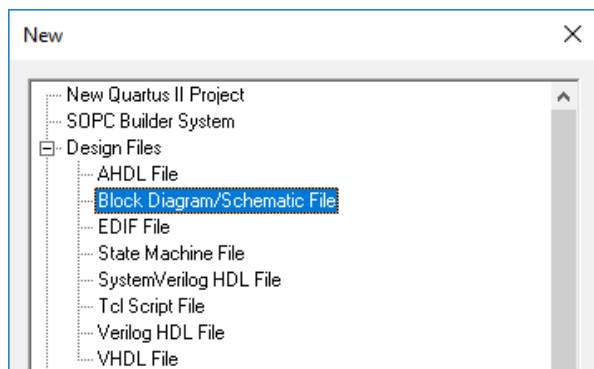 New
New Quartus II Project
SOPC Builder System
Design Files
AHDL File
Block Diagram/Schematic File
EDIF File
State Machine File
SystemVerilog HDL File
Tcl Script File
Verilog HDL File
VHDL File